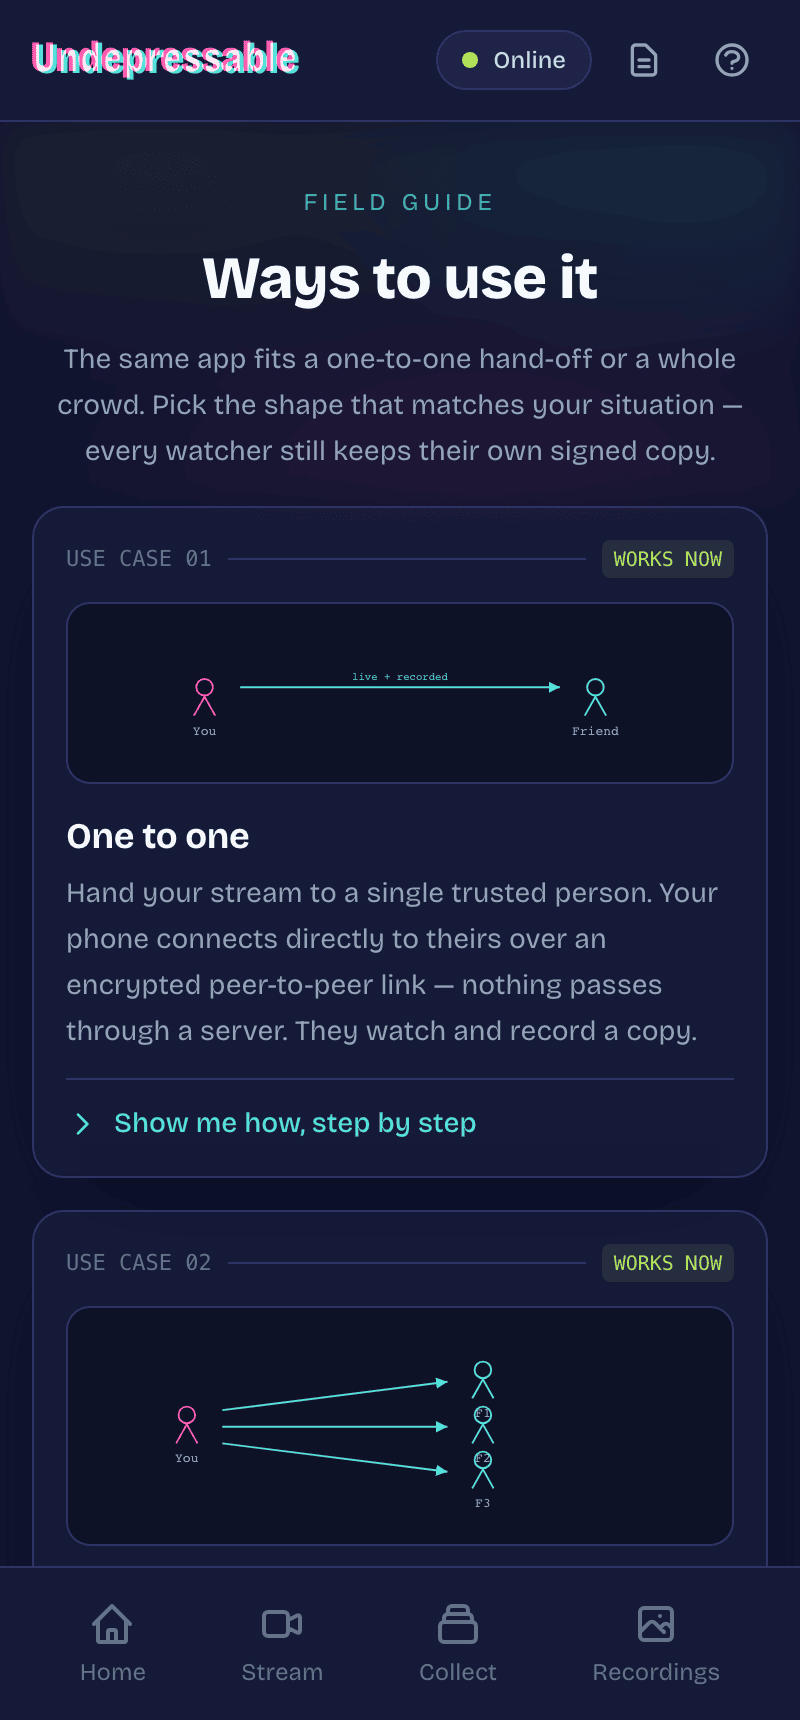 Undepressable
Online
FIELD GUIDE
Ways to use it
The same app fits a one-to-one hand-off or a whole
crowd. Pick the shape that matches your situation —
every watcher still keeps their own signed copy.
USE CASE 01
WORKS NOW
live + recorded
You
Friend
One to one
Hand your stream to a single trusted person. Your
phone connects directly to theirs over an
encrypted peer-to-peer link — nothing passes
through a server. They watch and record a copy.
Show me how, step by step
USE CASE 02
WORKS NOW
F1
You
F2
F3
Home
Stream
Collect
Recordings